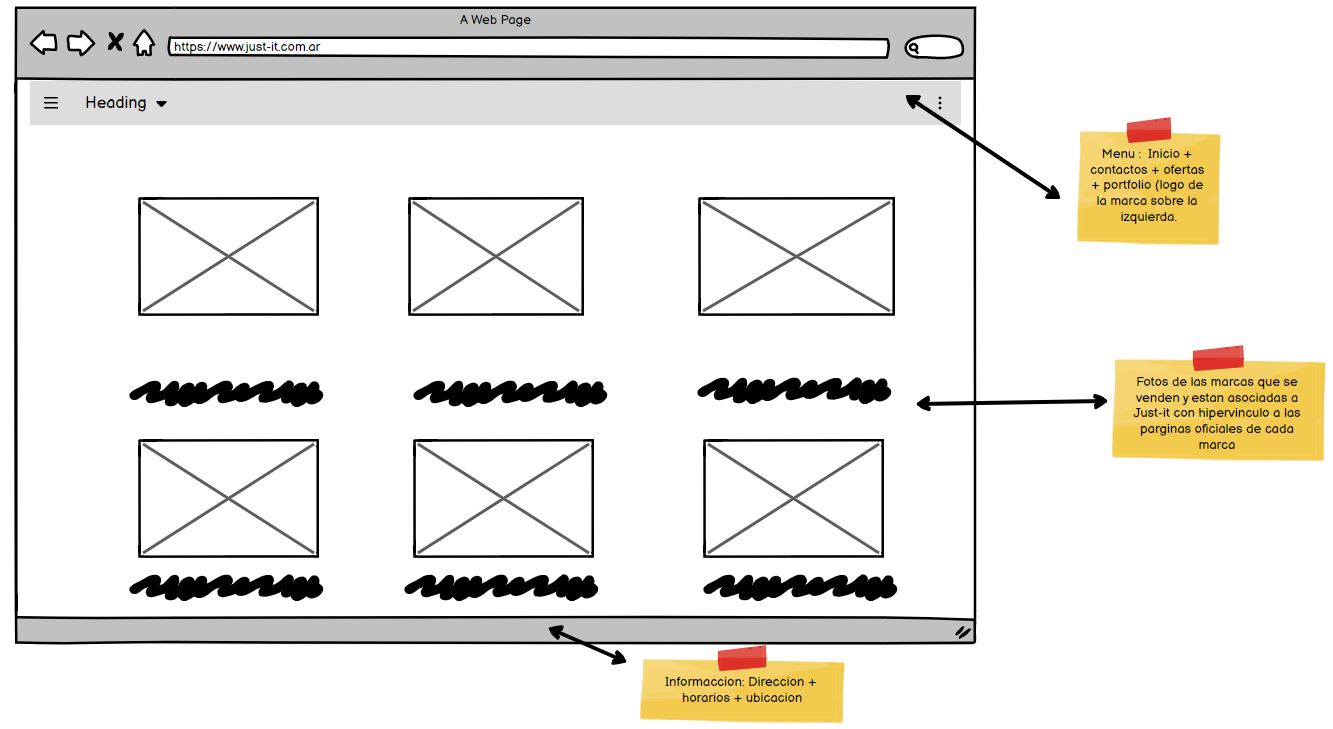 A Web Page
https://www.just-it.com.ar
Heading
Menu : Inicio +
contactos + ofertas
+ portfolio (logo de
la marca sobre la
izquierda.
Fotos de las marcas que se
venden y estan asociadas a
Just-it con hipervinculo a las
parginas oficiales de cada
marca
Informaccion: Direccion +
horarios + ubicacion